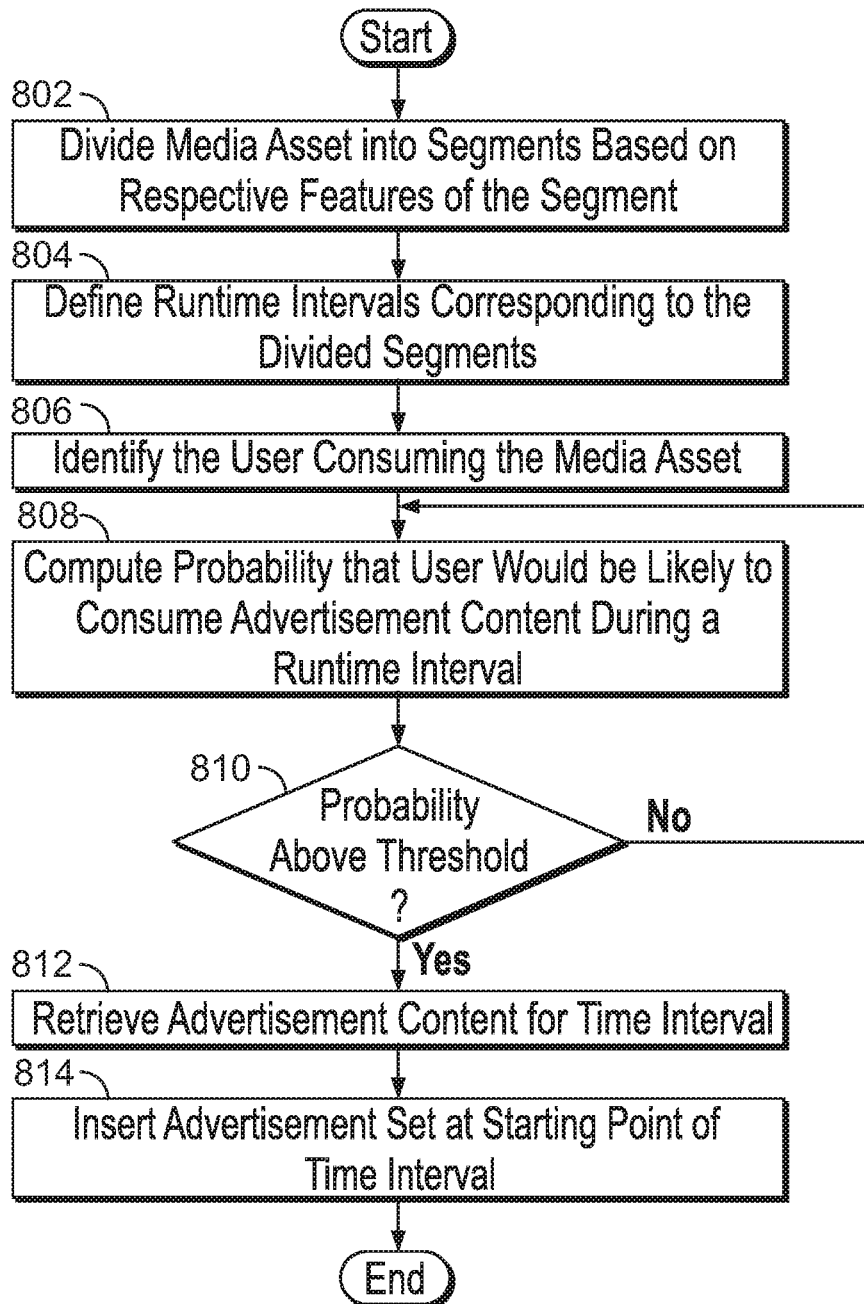 Start
802
Divide Media Asset into Segments Based on
Respective Features of the Segment
804
Define Runtime Intervals Corresponding to the
Divided Segments
806
Identify the User Consuming the Media Asset
808
Compute Probability that User Would be Likely to
Consume Advertisement Content During a
Runtime Interval
810
Probability
Above Threshold
?
No
Yes
812
Retrieve Advertisement Content for Time Interval
814
Insert Advertisement Set at Starting Point of
Time Interval
End